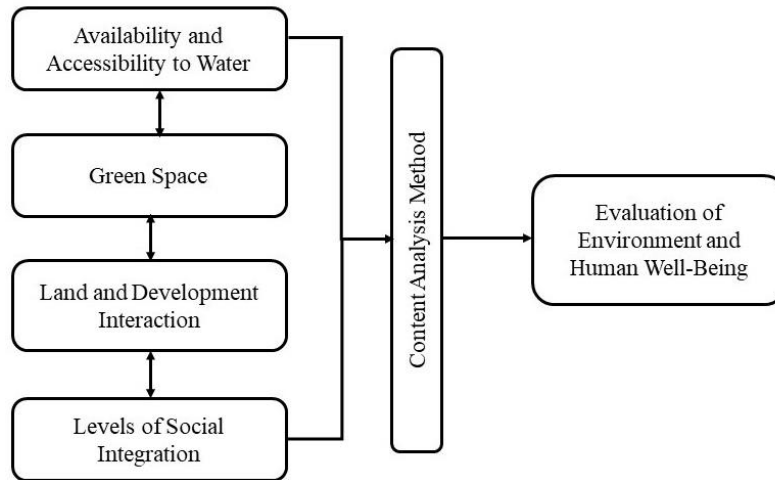 Availability and
Accessibility to Water
Green Space
Land and Development
Interaction
Levels of Social
Integration
Content Analysis Method
Evaluation of
Environment and
Human Well-Being